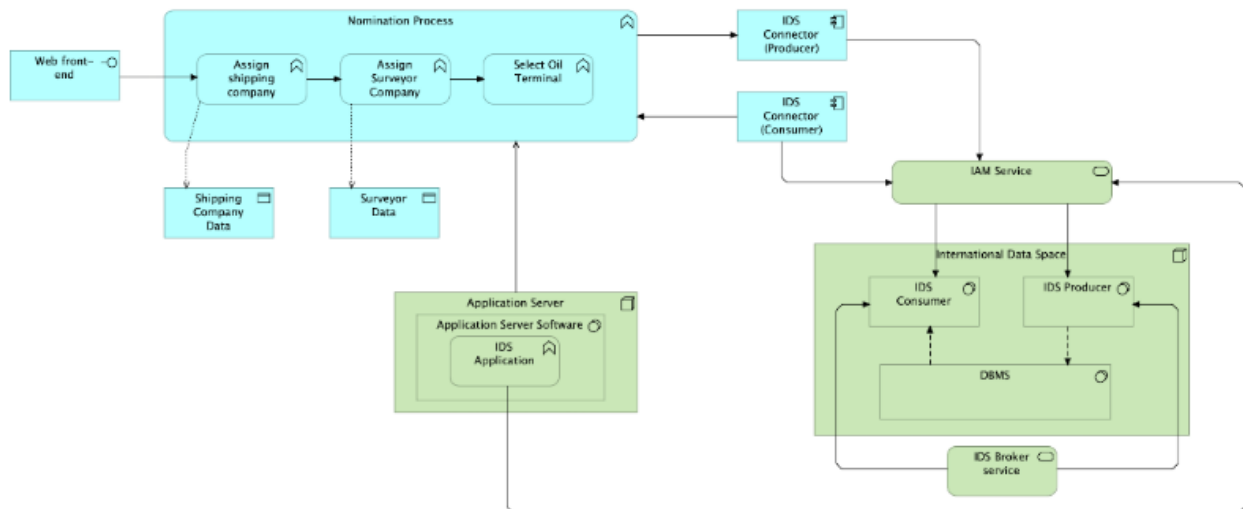 Nomination Process
Web front-
end
Assign
shipping
company
Assign
Surveyor
Company
Select Oil
Terminal
IDS
Connector
(Producer)
IDS
Connector
(Consumer)
Shipping
Company
Data
Surveyor
Data
IAM Service
International Data Space
IDS
Consumer
IDS Producer
DBMS
Application Server
Application Server Software
IDS
Application
IDS Broker
service